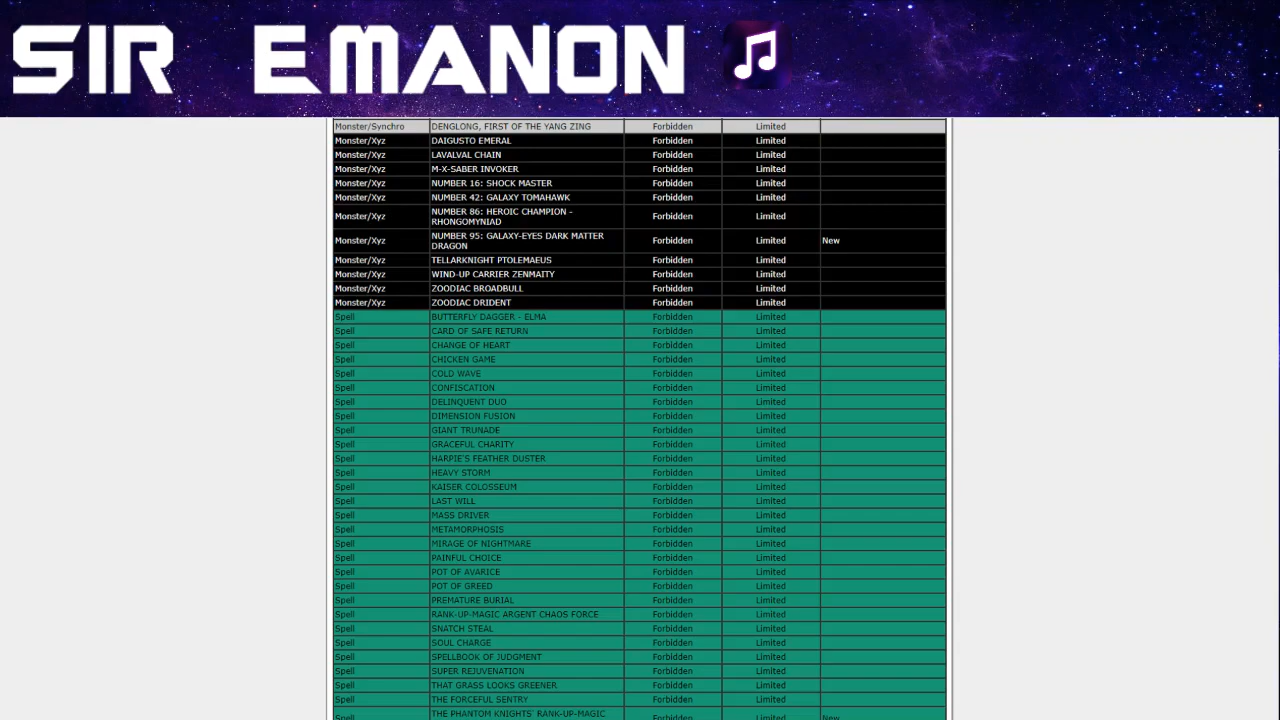 SIR EMANON
Monster/Synchro DENGLONG, FIRST OF THE YANG ZING Forbidden Limited
Monster/Xyz DAIGUSTO EMERAL Forbidden Limited
Monster/Xyz LAVALVAL CHAIN Forbidden Limited
Monster/Xyz M-X-SABER INVOKER Forbidden Limited
Monster/Xyz NUMBER 16: SHOCK MASTER Forbidden Limited
Monster/Xyz NUMBER 42: GALAXY TOMAHAWK Forbidden Limited
Monster/Xyz NUMBER 86: HEROIC CHAMPION - Forbidden Limited
RHONGOMYNIAD
Monster/Xyz NUMBER 95: GALAXY-EYES DARK MATTER Forbidden Limited New
DRAGON
Monster/Xyz TELLARKNIGHT PTOLEMAEUS Forbidden Limited
Monster/Xyz WIND-UP CARRIER ZENMAITY Forbidden Limited
Monster/Xyz ZOODIAC BROADBULL Forbidden Limited
Monster/Xyz ZOODIAC DRIDENT Forbidden Limited
Spell BUTTERFLY DAGGER - ELMA Forbidden Limited
Spell CARD OF SAFE RETURN Forbidden Limited
Spell CHANGE OF HEART Forbidden Limited
Spell CHICKEN GAME Forbidden Limited
Spell COLD WAVE Forbidden Limited
Spell CONFISCATION Forbidden Limited
Spell DELINQUENT DUO Forbidden Limited
Spell DIMENSION FUSION Forbidden Limited
Spell GIANT TRUNADE Forbidden Limited
Spell GRACEFUL CHARITY Forbidden Limited
Spell HARPIE'S FEATHER DUSTER Forbidden Limited
Spell HEAVY STORM Forbidden Limited
Spell KAISER COLOSSEUM Forbidden Limited
Spell LAST WILL Forbidden Limited
Spell MASS DRIVER Forbidden Limited
Spell METAMORPHOSIS Forbidden Limited
Spell MIRAGE OF NIGHTMARE Forbidden Limited
Spell PAINFUL CHOICE Forbidden Limited
Spell POT OF AVARICE Forbidden Limited
Spell POT OF GREED Forbidden Limited
Spell PREMATURE BURIAL Forbidden Limited
Spell RANK-UP-MAGIC ARGENT CHAOS FORCE Forbidden Limited
Spell SNATCH STEAL Forbidden Limited
Spell SOUL CHARGE Forbidden Limited
Spell SPELLBOOK OF JUDGMENT Forbidden Limited
Spell SUPER REJUVENATION Forbidden Limited
Spell THAT GRASS LOOKS GREENER Forbidden Limited
Spell THE FORCEFUL SENTRY Forbidden Limited
Spell THE PHANTOM KNIGHTS' RANK-UP-MAGIC Forbidden Limited New